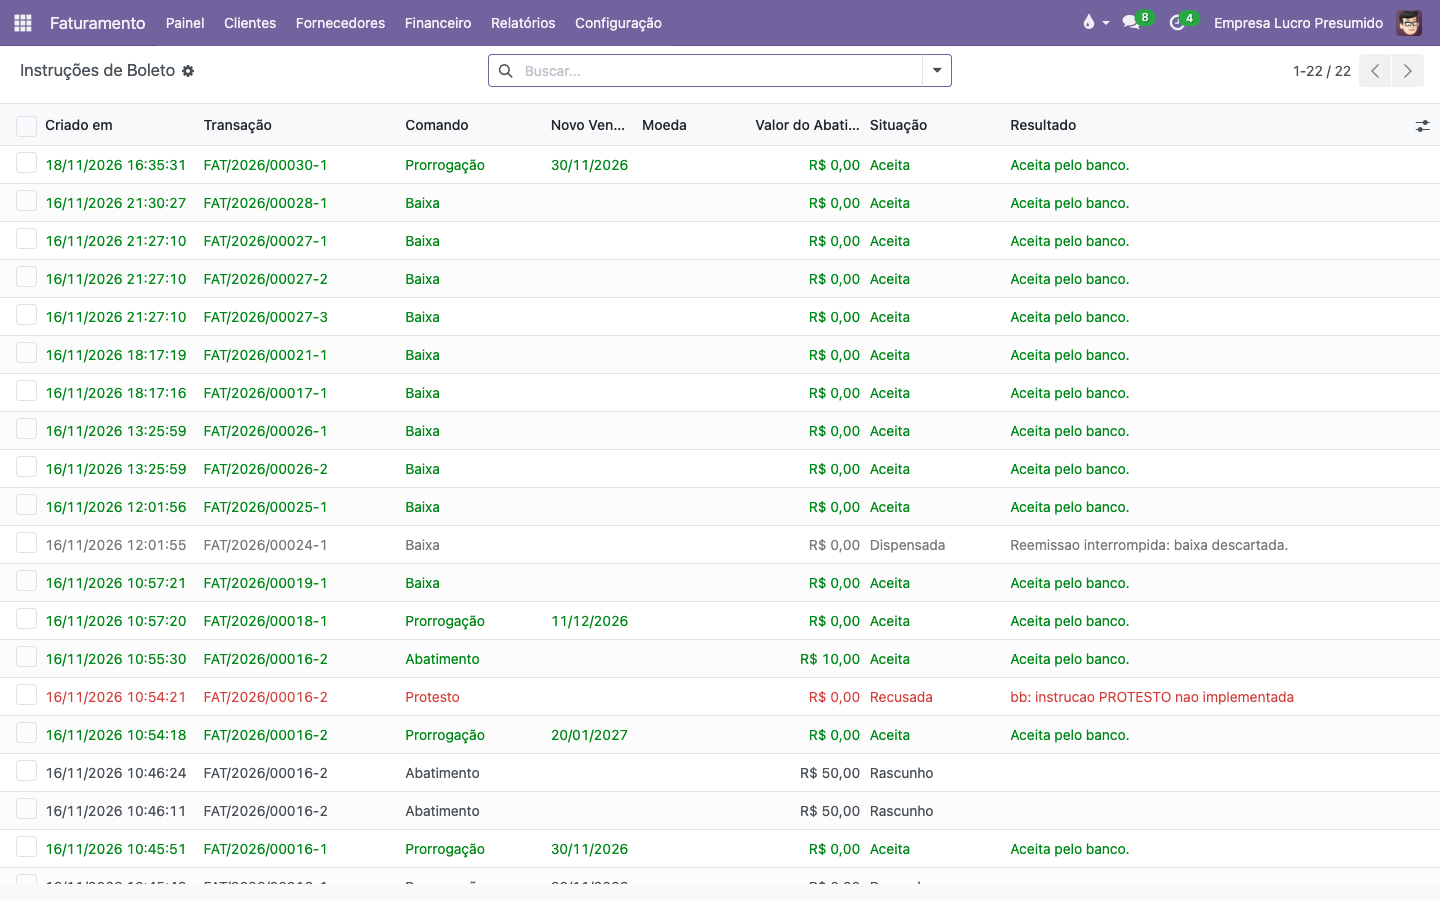 Faturamento Painel Clientes Fornecedores Financeiro Relatórios Configuração 8 4 Empresa Lucro Presumido
Instruções de Boleto Buscar... 1-22 / 22
Criado em Transação Comando Novo Ven... Moeda Valor do Abati... Situação Resultado
18/11/2026 16:35:31 FAT/2026/00030-1 Prorrogação 30/11/2026 R$ 0,00 Aceita Aceita pelo banco.
16/11/2026 21:30:27 FAT/2026/00028-1 Baixa R$ 0,00 Aceita Aceita pelo banco.
16/11/2026 21:27:10 FAT/2026/00027-1 Baixa R$ 0,00 Aceita Aceita pelo banco.
16/11/2026 21:27:10 FAT/2026/00027-2 Baixa R$ 0,00 Aceita Aceita pelo banco.
16/11/2026 21:27:10 FAT/2026/00027-3 Baixa R$ 0,00 Aceita Aceita pelo banco.
16/11/2026 18:17:19 FAT/2026/00021-1 Baixa R$ 0,00 Aceita Aceita pelo banco.
16/11/2026 18:17:16 FAT/2026/00017-1 Baixa R$ 0,00 Aceita Aceita pelo banco.
16/11/2026 13:25:59 FAT/2026/00026-1 Baixa R$ 0,00 Aceita Aceita pelo banco.
16/11/2026 13:25:59 FAT/2026/00026-2 Baixa R$ 0,00 Aceita Aceita pelo banco.
16/11/2026 12:01:56 FAT/2026/00025-1 Baixa R$ 0,00 Aceita Aceita pelo banco.
16/11/2026 12:01:55 FAT/2026/00024-1 Baixa R$ 0,00 Dispensada Reemissao interrompida: baixa descartada.
16/11/2026 10:57:21 FAT/2026/00019-1 Baixa R$ 0,00 Aceita Aceita pelo banco.
16/11/2026 10:57:20 FAT/2026/00018-1 Prorrogação 11/12/2026 R$ 0,00 Aceita Aceita pelo banco.
16/11/2026 10:55:30 FAT/2026/00016-2 Abatimento R$ 10,00 Aceita Aceita pelo banco.
16/11/2026 10:54:21 FAT/2026/00016-2 Protesto R$ 0,00 Recusada bb: instrucao PROTESTO nao implementada
16/11/2026 10:54:18 FAT/2026/00016-2 Prorrogação 20/01/2027 R$ 0,00 Aceita Aceita pelo banco.
16/11/2026 10:46:24 FAT/2026/00016-2 Abatimento R$ 50,00 Rascunho
16/11/2026 10:46:11 FAT/2026/00016-2 Abatimento R$ 50,00 Rascunho
16/11/2026 10:45:51 FAT/2026/00016-1 Prorrogação 30/11/2026 R$ 0,00 Aceita Aceita pelo banco.